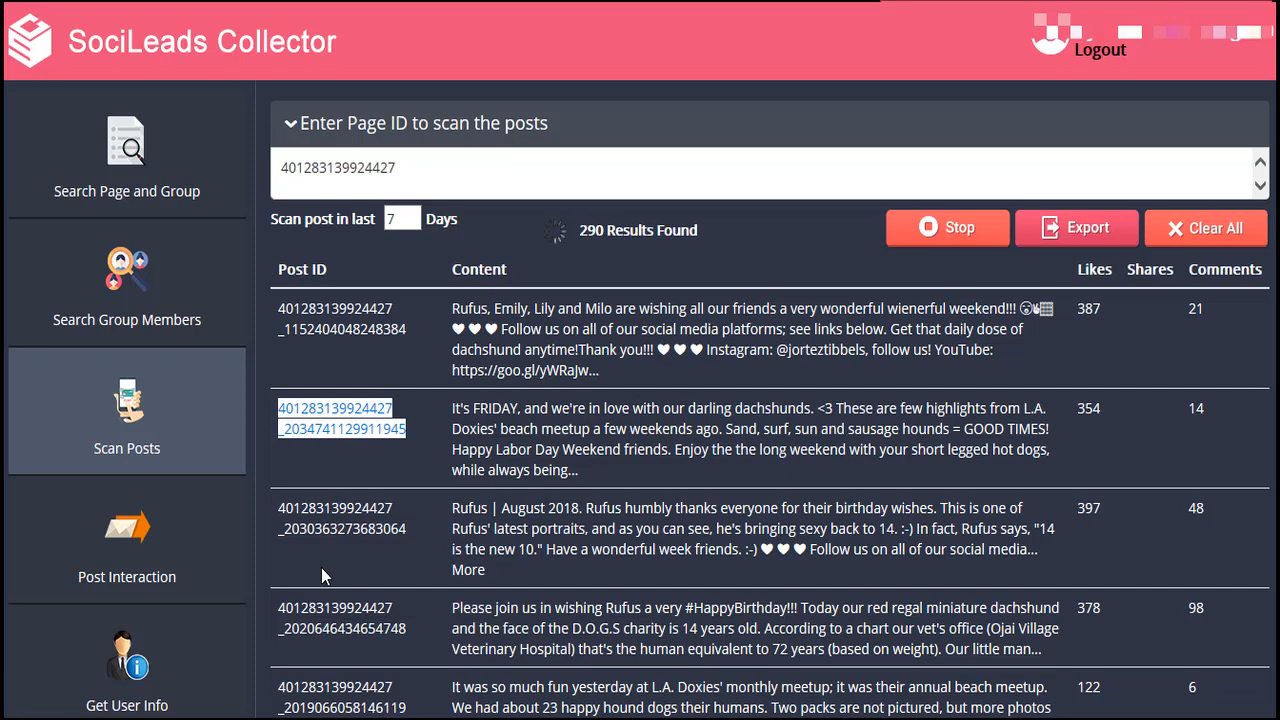 SociLeads Collector
Logout
Search Page and Group
Search Group Members
Scan Posts
Post Interaction
Get User Info
Enter Page ID to scan the posts
401283139924427
Scan post in last 7 Days
290 Results Found
Stop
Export
Clear All
Post ID Content Likes Shares Comments
401283139924427
_1152404048248384
Rufus, Emily, Lily and Milo are wishing all our friends a very wonderful wienerful weekend!!!
♥ ♥ ♥ Follow us on all of our social media platforms; see links below. Get that daily dose of
dachshund anytime!Thank you!!! ♥ ♥ ♥ Instagram: @jorteztibbels, follow us! YouTube:
https://goo.gl/yWRaJw...
387 21
401283139924427
_2034741129911945
It's FRIDAY, and we're in love with our darling dachshunds. <3 These are few highlights from L.A.
Doxies' beach meetup a few weekends ago. Sand, surf, sun and sausage hounds = GOOD TIMES!
Happy Labor Day Weekend friends. Enjoy the the long weekend with your short legged hot dogs,
while always being...
354 14
401283139924427
_2030363273683064
Rufus | August 2018. Rufus humbly thanks everyone for their birthday wishes. This is one of
Rufus' latest portraits, and as you can see, he's bringing sexy back to 14. :-) In fact, Rufus says, "14
is the new 10." Have a wonderful week friends. :-) ♥ ♥ ♥ Follow us on all of our social media...
More
397 48
401283139924427
_2020646434654748
Please join us in wishing Rufus a very #HappyBirthday!!! Today our red regal miniature dachshund
and the face of the D.O.G.S charity is 14 years old. According to a chart our vet's office (Ojai Village
Veterinary Hospital) that's the human equivalent to 72 years (based on weight). Our little man...
378 98
401283139924427
_2019066058146119
It was so much fun yesterday at L.A. Doxies' monthly meetup; it was their annual beach meetup.
We had about 23 happy hound dogs their humans. Two packs are not pictured, but more photos
122 6